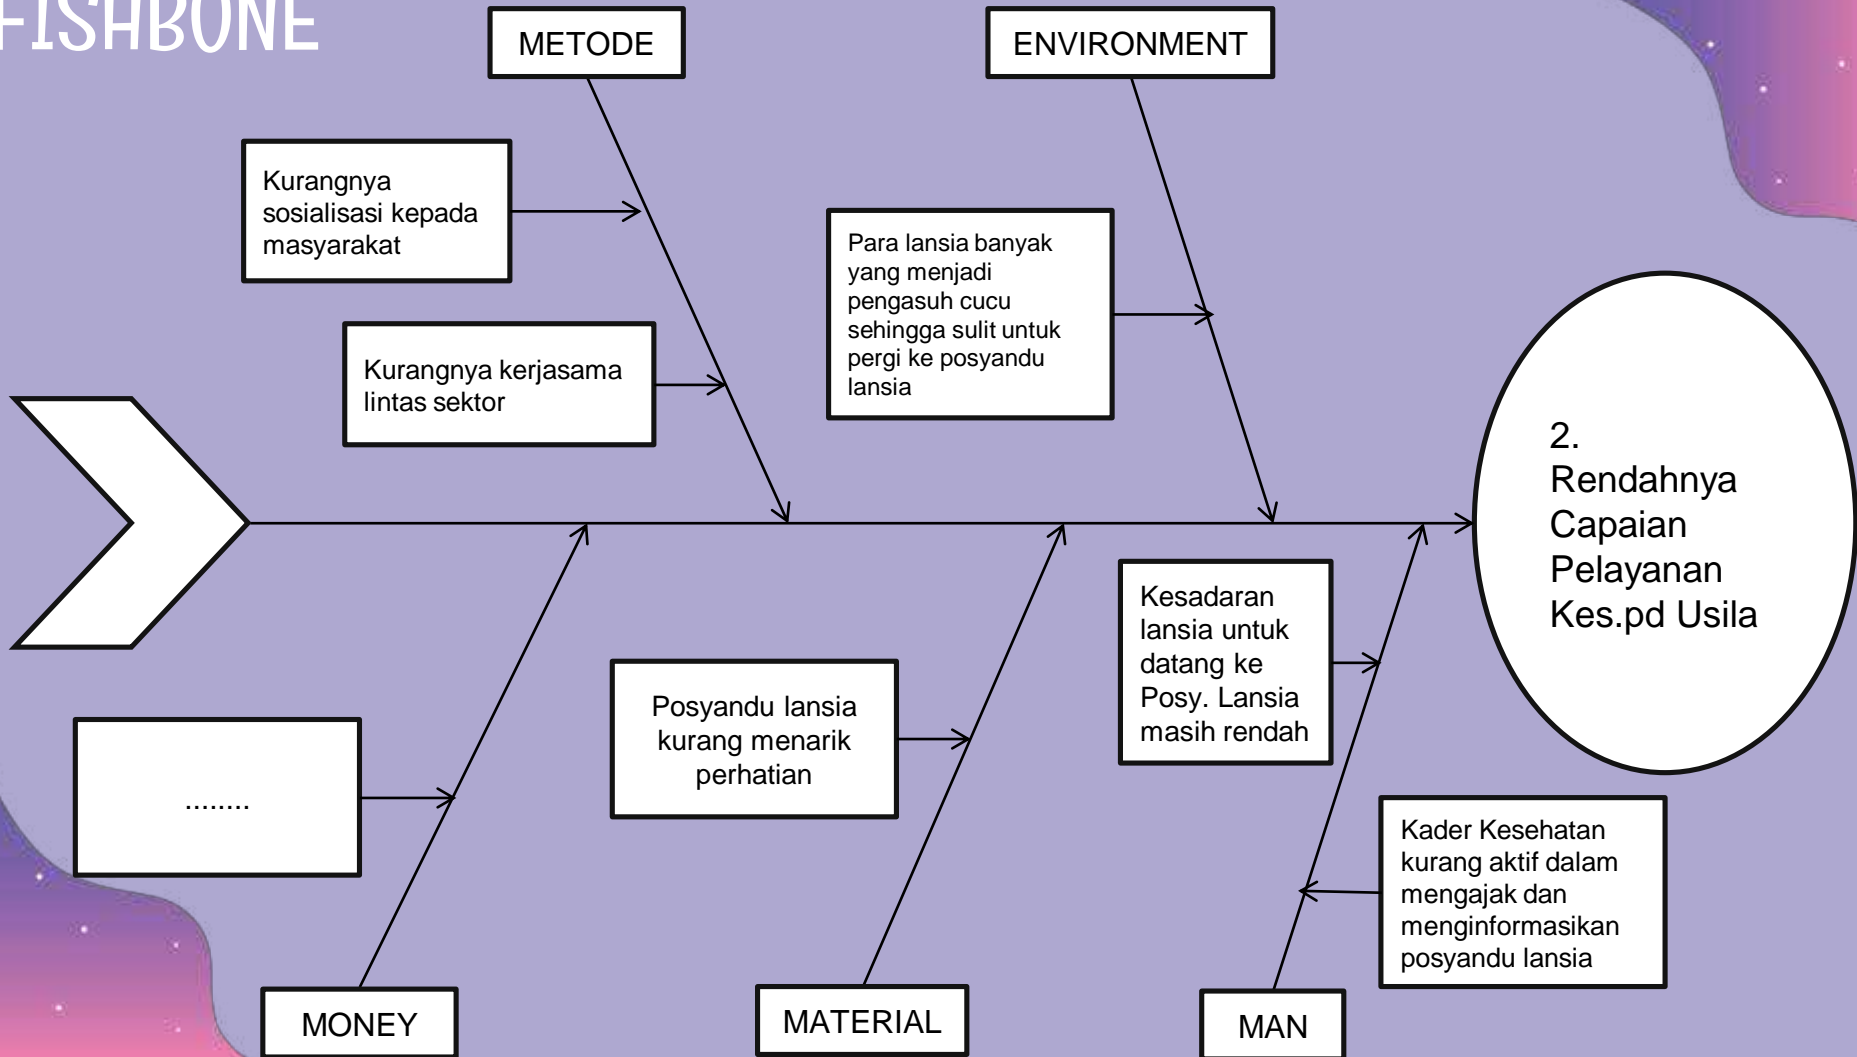 FISHBONE
METODE
ENVIRONMENT
Kurangnya
sosialisasi kepada
masyarakat
Para lansia banyak
yang menjadi
pengasuh cucu
sehingga sulit untuk
pergi ke posyandu
lansia
Kurangnya kerjasama
lintas sektor
2.
Rendahnya
Capaian
Pelayanan
Kes.pd Usila
Kesadaran
lansia untuk
datang ke
Posy. Lansia
masih rendah
Posyandu lansia
kurang menarik
perhatian
........
Kader Kesehatan
kurang aktif dalam
mengajak dan
menginformasikan
posyandu lansia
MONEY
MATERIAL
MAN